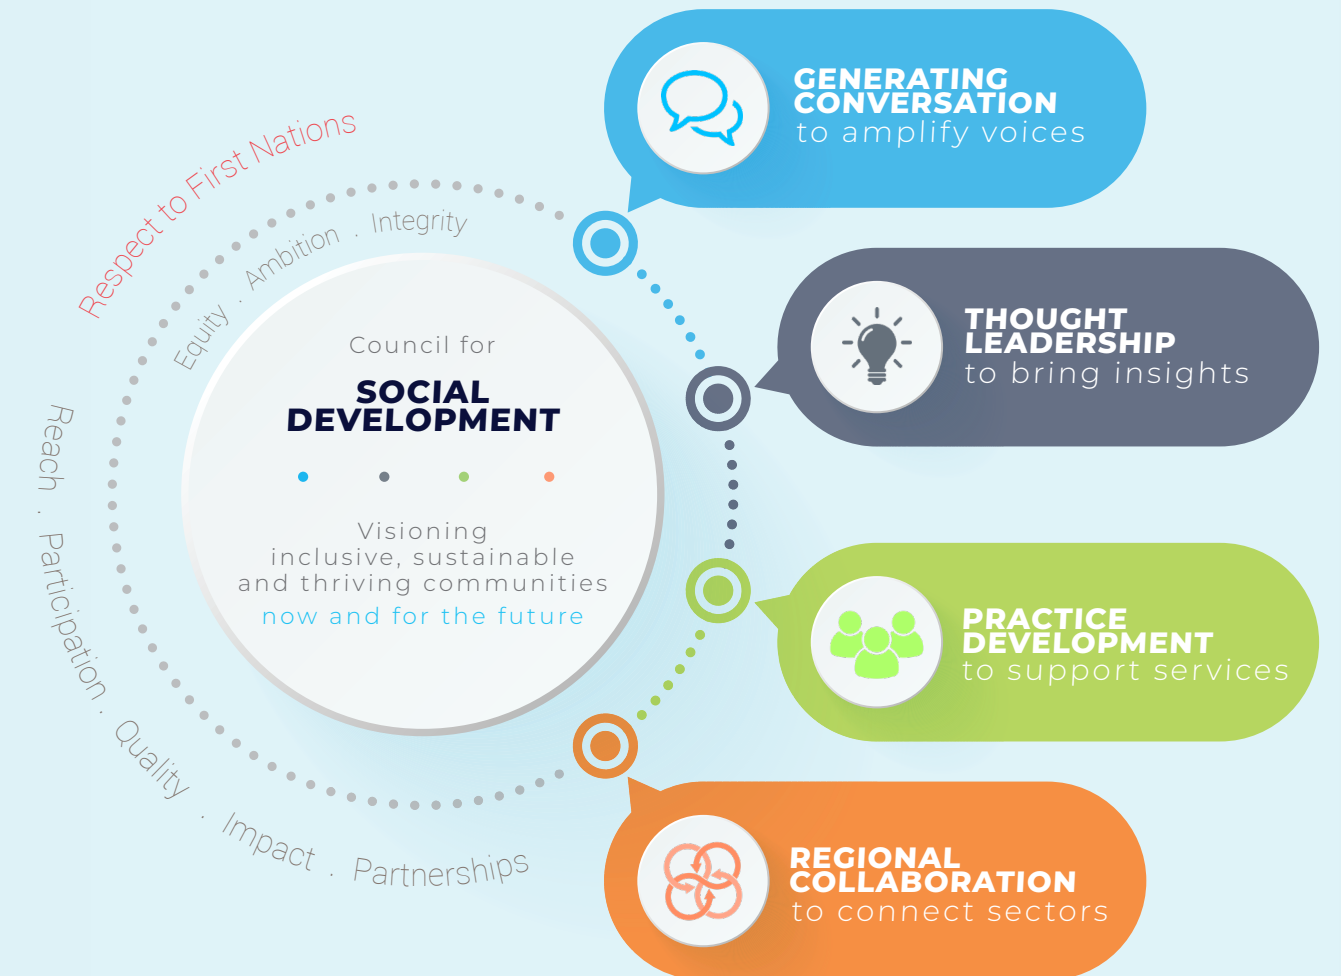 Respect to First Nations
Equity . Ambition . Integrity
Reach . Participation . Quality . Impact . Partnerships
Council for
SOCIAL
DEVELOPMENT
Visioning
inclusive, sustainable
and thriving communities
now and for the future
GENERATING
CONVERSATION
to amplify voices
THOUGHT
LEADERSHIP
to bring insights
PRACTICE
DEVELOPMENT
to support services
REGIONAL
COLLABORATION
to connect sectors